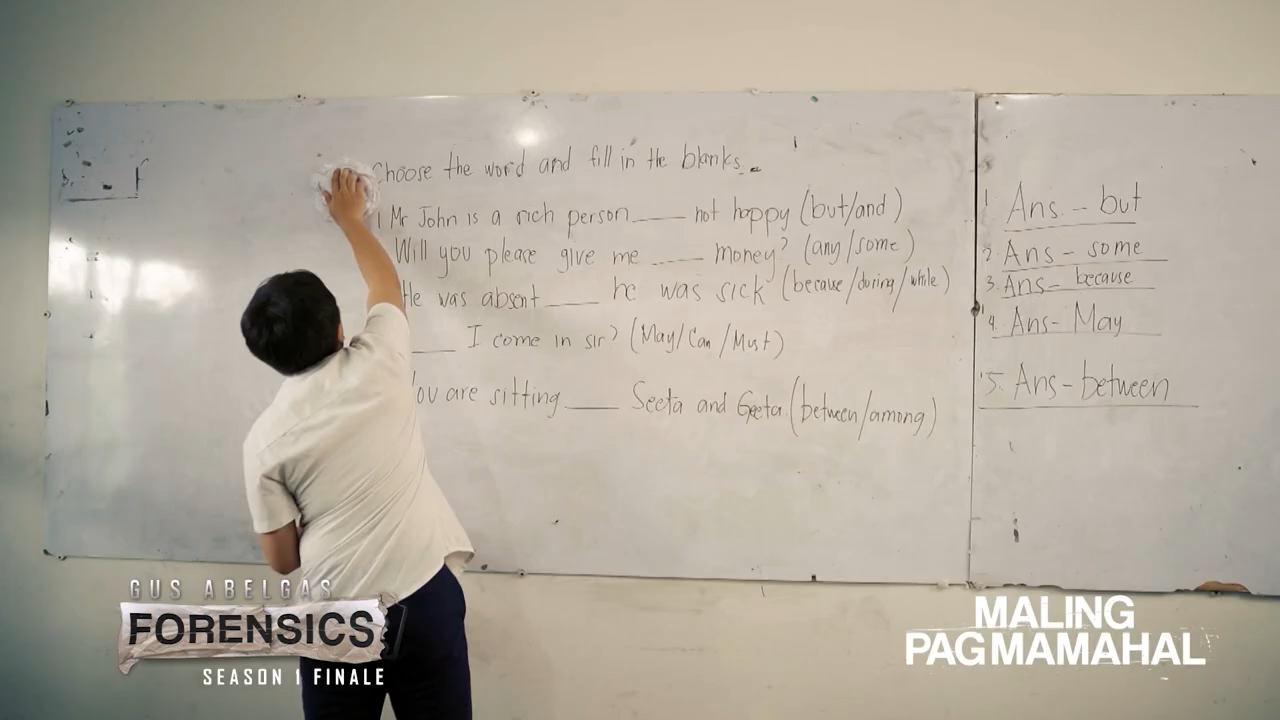 Choose the word and fill in the blanks.
1 Mr John is a rich person ____ not happy (but/and)
Will you please give me ____ money? (any/some)
He was absent ____ he was sick (because/during/while)
____ I come in sir? (May/Can/Must)
You are sitting ____ Seeta and Geeta (between/among)
1. Ans. - but
2. Ans - some
3. Ans - because
4. Ans - May
5. Ans - between
GUS ABELGAS
FORENSICS
SEASON 1 FINALE
MALING
PAGMAMAHAL